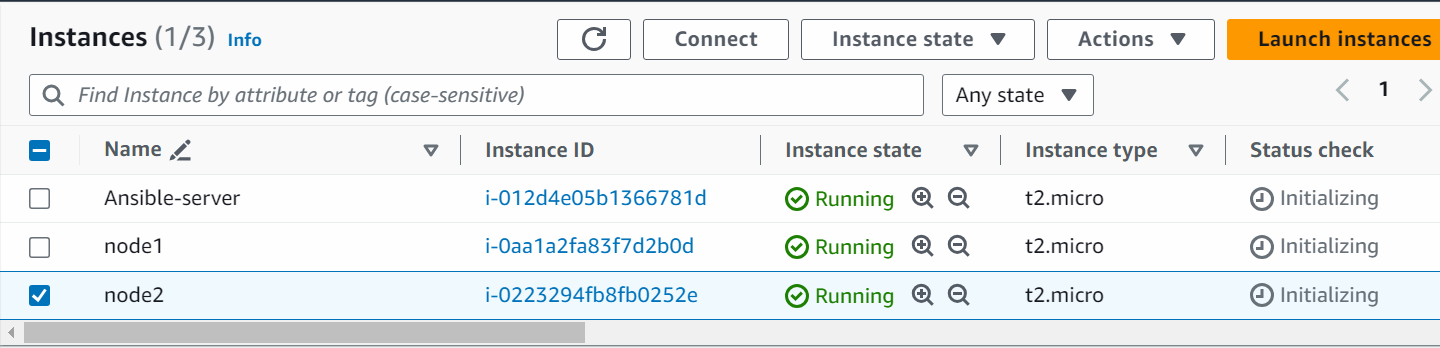 Instances (1/3) Info Connect Instance state Actions Launch instances
Find Instance by attribute or tag (case-sensitive) Any state 1
Name Instance ID Instance state Instance type Status check
Ansible-server i-012d4e05b1366781d Running t2.micro Initializing
node1 i-0aa1a2fa83f7d2b0d Running t2.micro Initializing
node2 i-0223294fb8fb0252e Running t2.micro Initializing